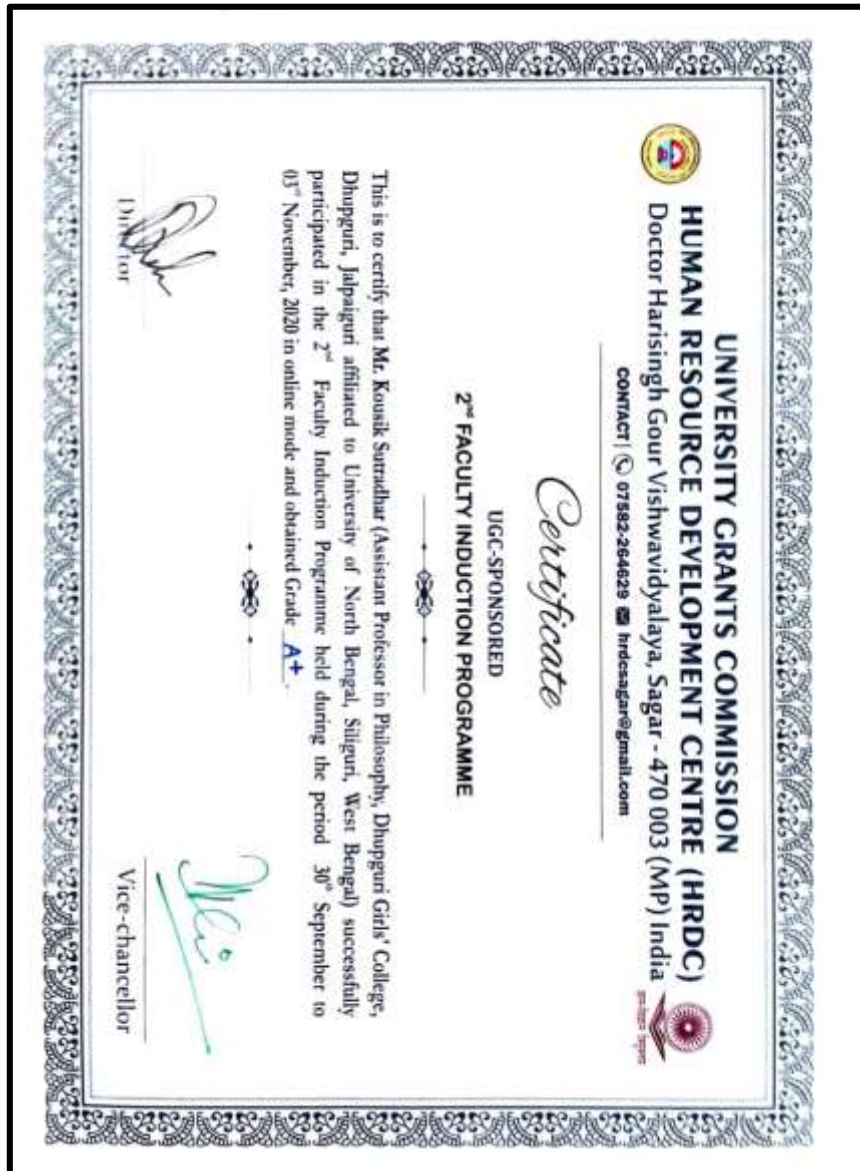 UNIVERSITY GRANTS COMMISSION
HUMAN RESOURCE DEVELOPMENT CENTRE (HRDC)
Doctor Harisingh Gour Vishwavidyalaya, Sagar - 470 003 (MP) India
CONTACT | 07582-264629 hrdcsagar@gmail.com
Certificate
UGC-SPONSORED
2nd FACULTY INDUCTION PROGRAMME
This is to certify that Mr. Kousik Sutradhar (Assistant Professor in Philosophy, Dhupguri Girls' College,
Dhupguri, Jalpaiguri affiliated to University of North Bengal, Siliguri, West Bengal) successfully
participated in the 2nd Faculty Induction Programme held during the period 30th September to
03rd November, 2020 in online mode and obtained Grade A+.
Director
Vice-chancellor